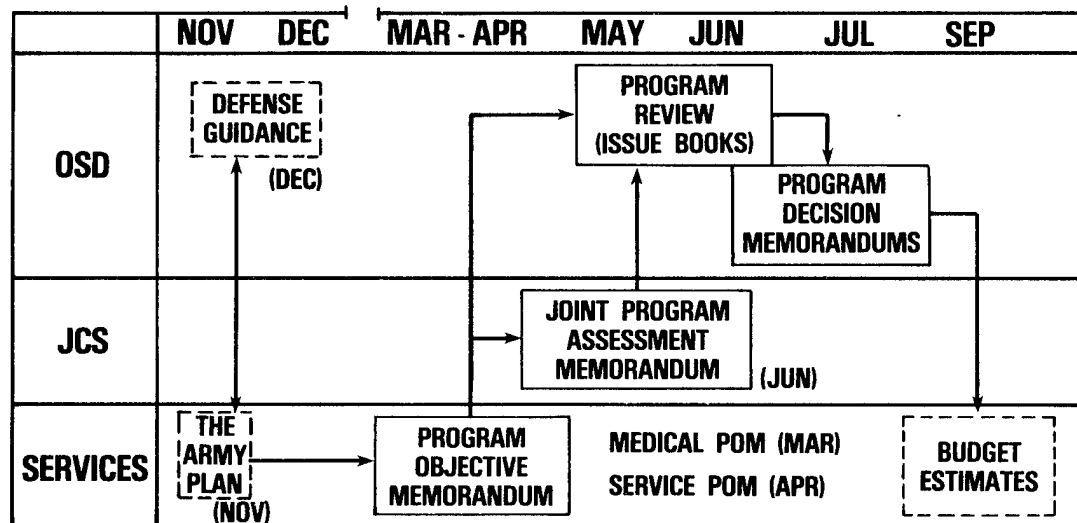 NOV DEC MAR - APR MAY JUN JUL SEP
OSD
DEFENSE
GUIDANCE
(DEC)
PROGRAM
REVIEW
(ISSUE BOOKS)
PROGRAM
DECISION
MEMORANDUMS
JCS
JOINT PROGRAM
ASSESSMENT
MEMORANDUM
(JUN)
SERVICES
THE
ARMY
PLAN
(NOV)
PROGRAM
OBJECTIVE
MEMORANDUM
MEDICAL POM (MAR)
SERVICE POM (APR)
BUDGET
ESTIMATES